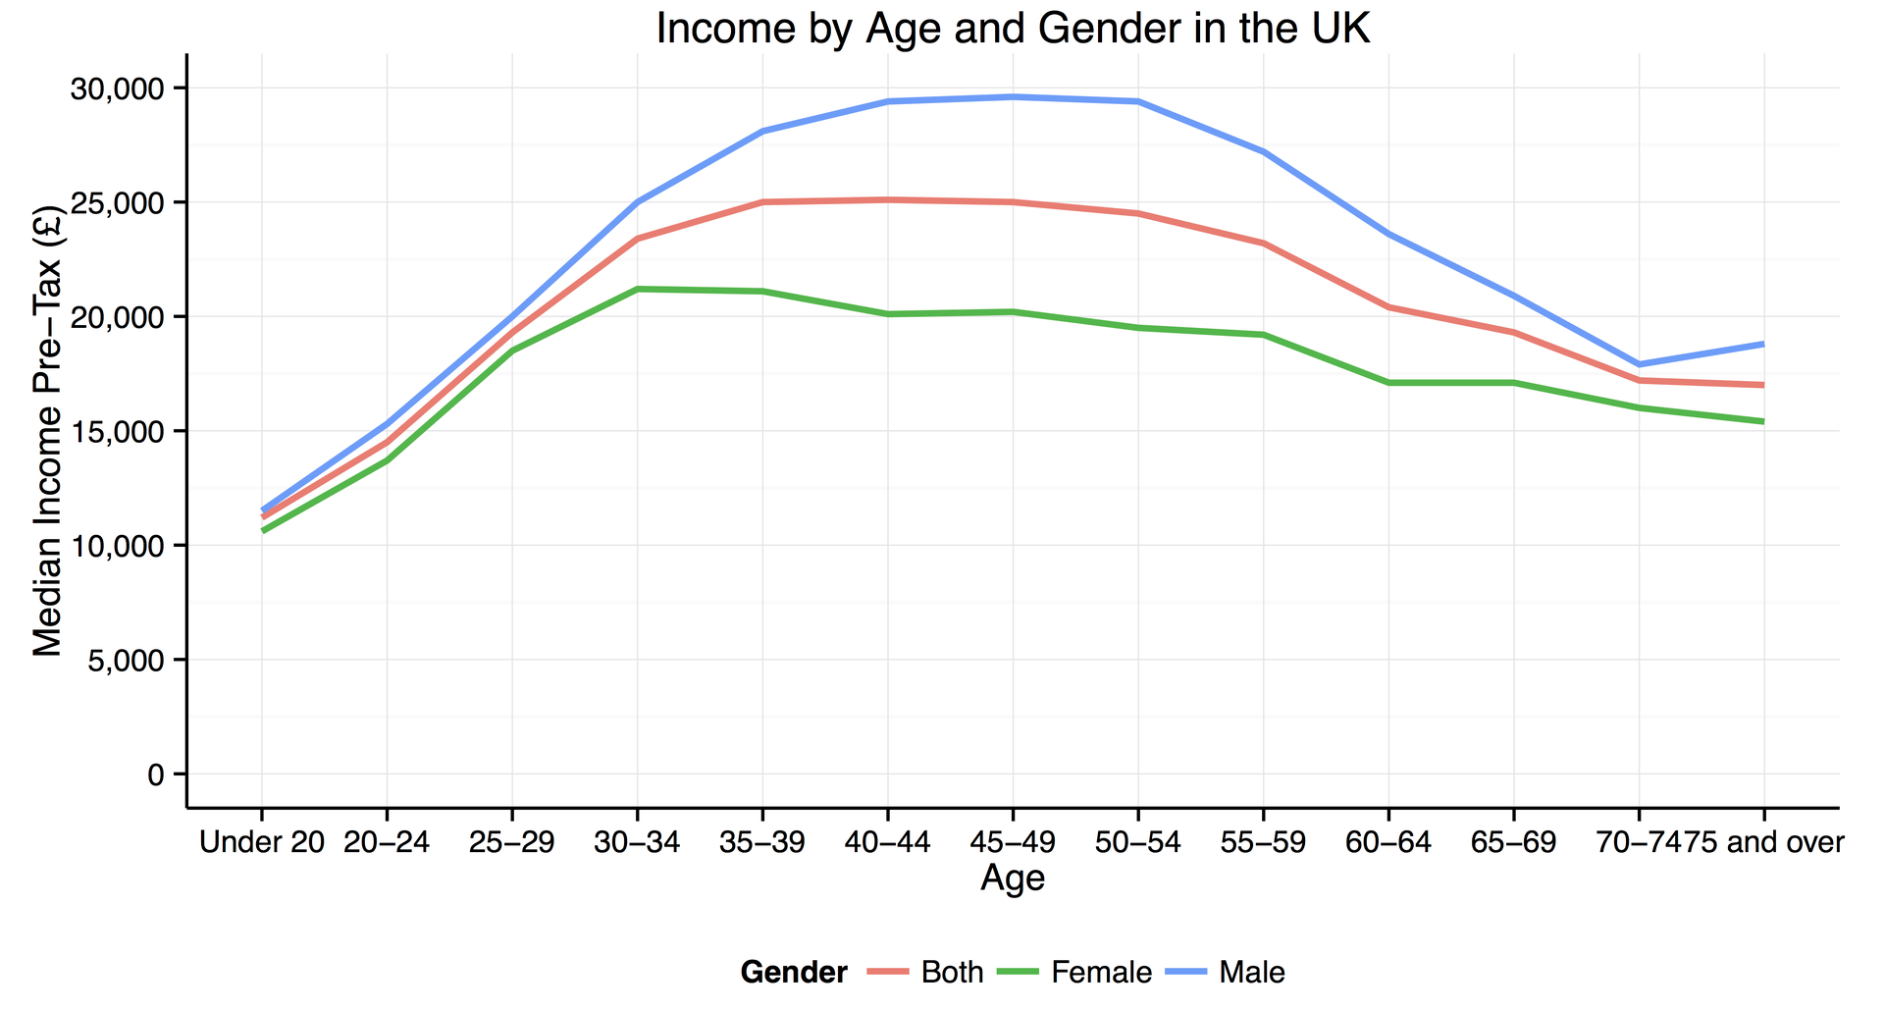 Income by Age and Gender in the UK
Median Income Pre−Tax (£)
30,000
25,000
20,000
15,000
10,000
5,000
0
Under 20 20−24 25−29 30−34 35−39 40−44 45−49 50−54 55−59 60−64 65−69 70−74 75 and over
Age
Gender Both Female Male